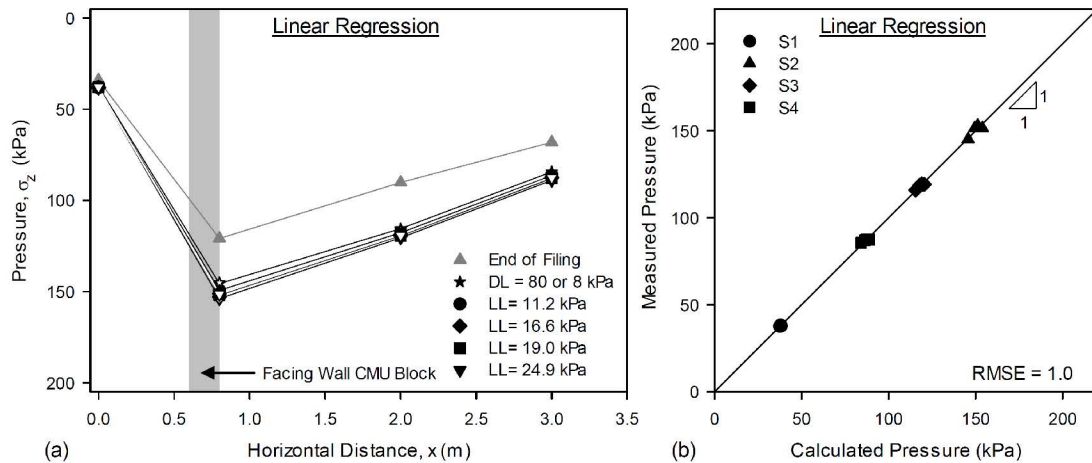 Linear Regression
0
50
100
150
200
Pressure, σz (kPa)
End of Filing
DL = 80 or 8 kPa
LL= 11.2 kPa
LL= 16.6 kPa
LL= 19.0 kPa
LL= 24.9 kPa
Facing Wall CMU Block
0.0 0.5 1.0 1.5 2.0 2.5 3.0 3.5
(a)
Horizontal Distance, x (m)
Linear Regression
S1
S2
S3
S4
1
1
200
150
100
50
0
Measured Pressure (kPa)
RMSE = 1.0
0 50 100 150 200
(b)
Calculated Pressure (kPa)